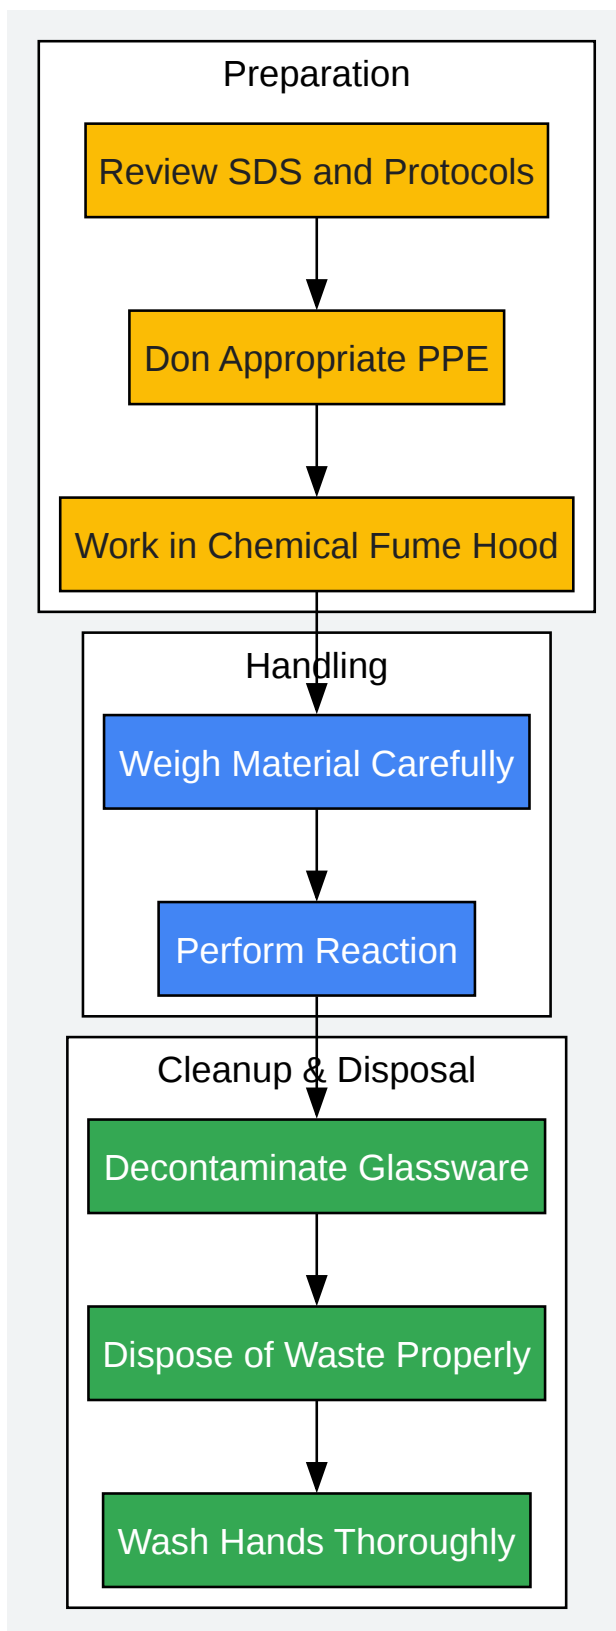 Preparation
Review SDS and Protocols
Don Appropriate PPE
Work in Chemical Fume Hood
Handling
Weigh Material Carefully
Perform Reaction
Cleanup & Disposal
Decontaminate Glassware
Dispose of Waste Properly
Wash Hands Thoroughly